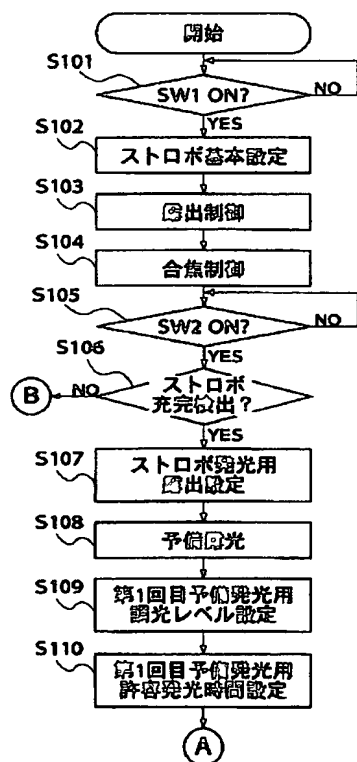 開始
S101
SW1 ON?
NO
YES
S102
ストロボ基本設定
S103
露出制御
S104
合焦制御
S105
SW2 ON?
NO
YES
S106
ストロボ
充完検出?
NO
B
YES
S107
ストロボ発光用
露出設定
S108
予備
S109
第1回目予備発光用
調光レベル設定
S110
第1回目予備発光用
許容発光時間設定
A